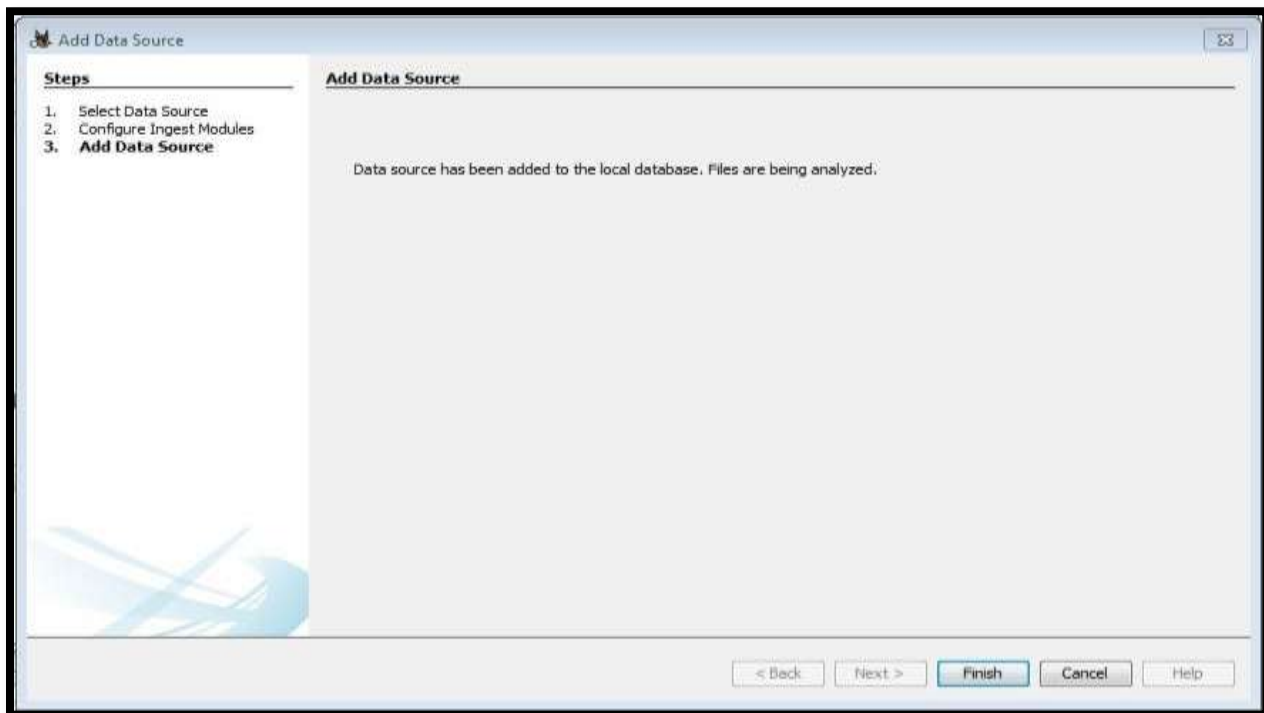 Add Data Source
Steps
1. Select Data Source
2. Configure Ingest Modules
3. Add Data Source
Add Data Source
Data source has been added to the local database. Files are being analyzed.
< Back Next > Finish Cancel Help